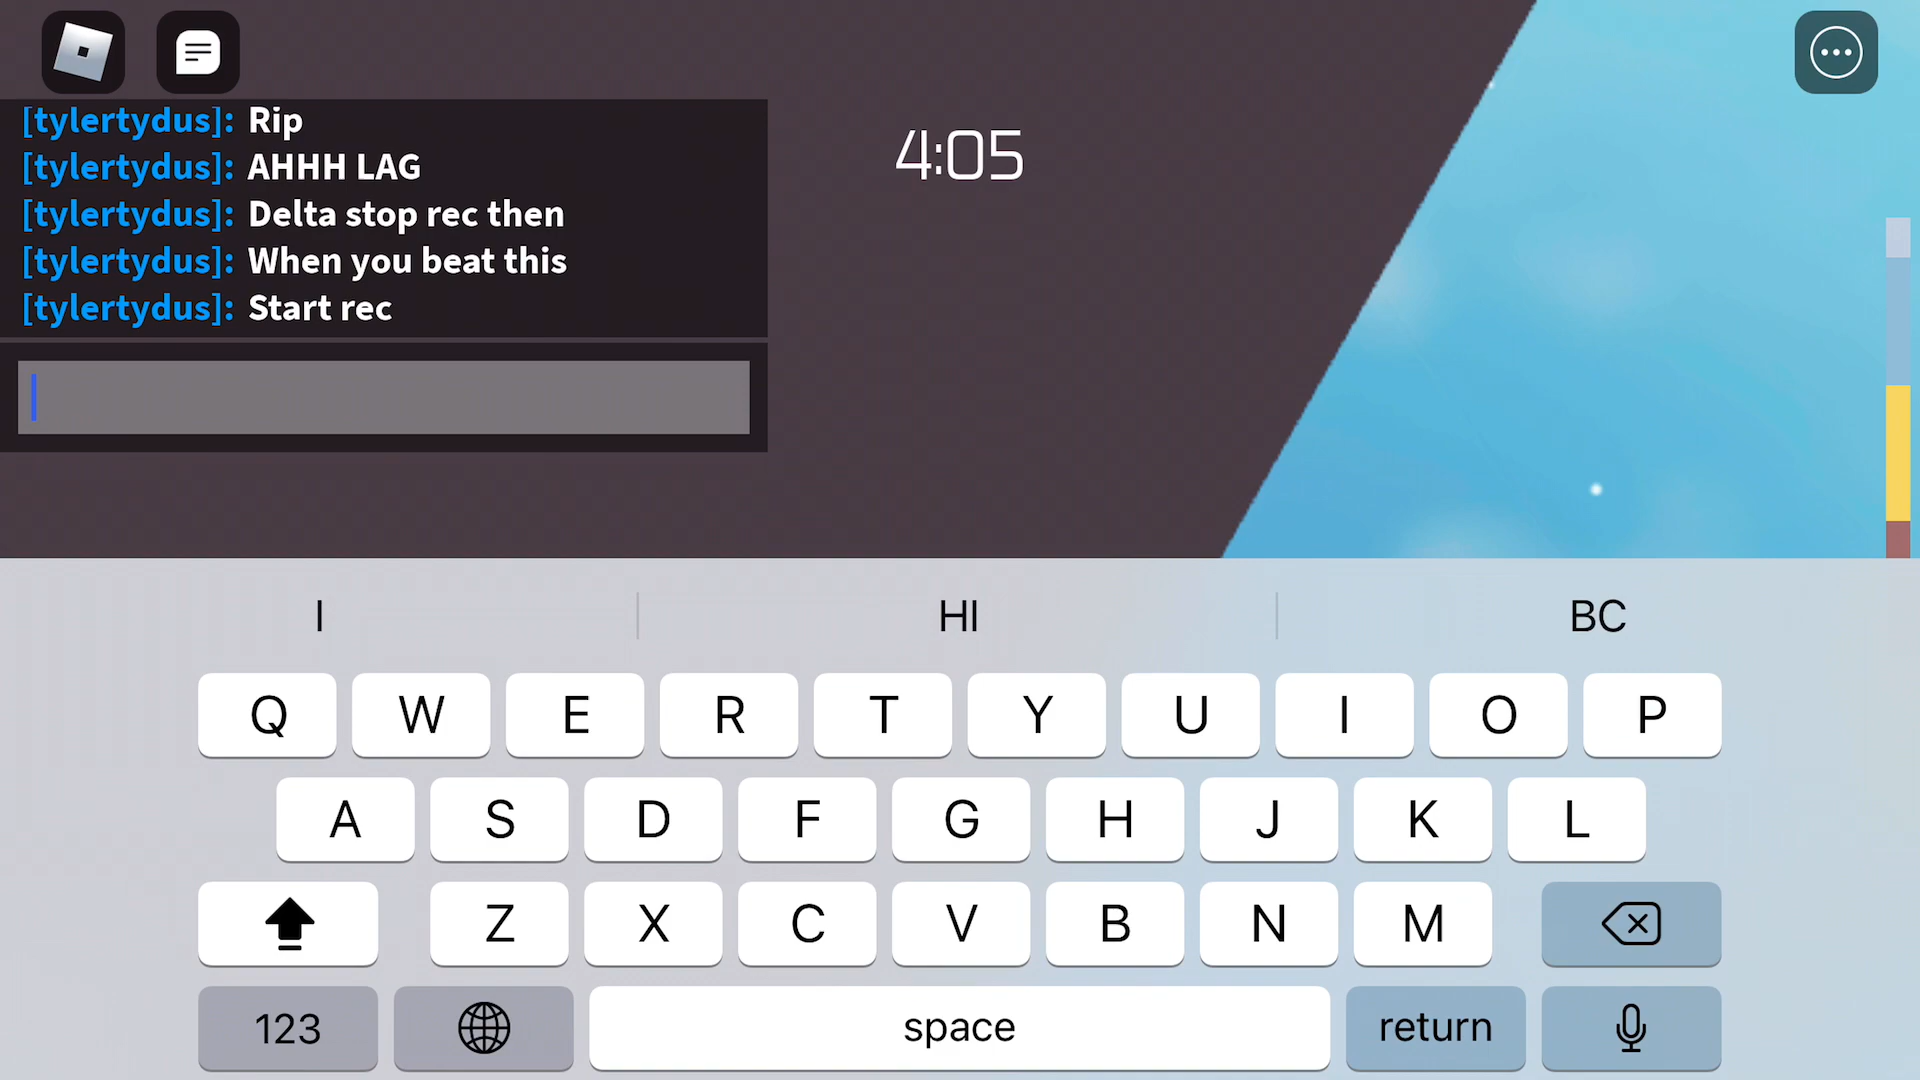 [tylertydus]: Rip
[tylertydus]: AHHH LAG
[tylertydus]: Delta stop rec then
[tylertydus]: When you beat this
[tylertydus]: Start rec
4:05
I HI BC
Q W E R T Y U I O P
A S D F G H J K L
Z X C V B N M
123 space return